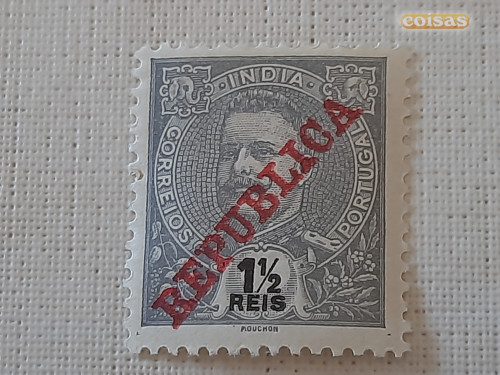 coisas
INDIA
CORREIOS
PORTUGAL
REPUBLICA
1½
REIS
MOUCHON